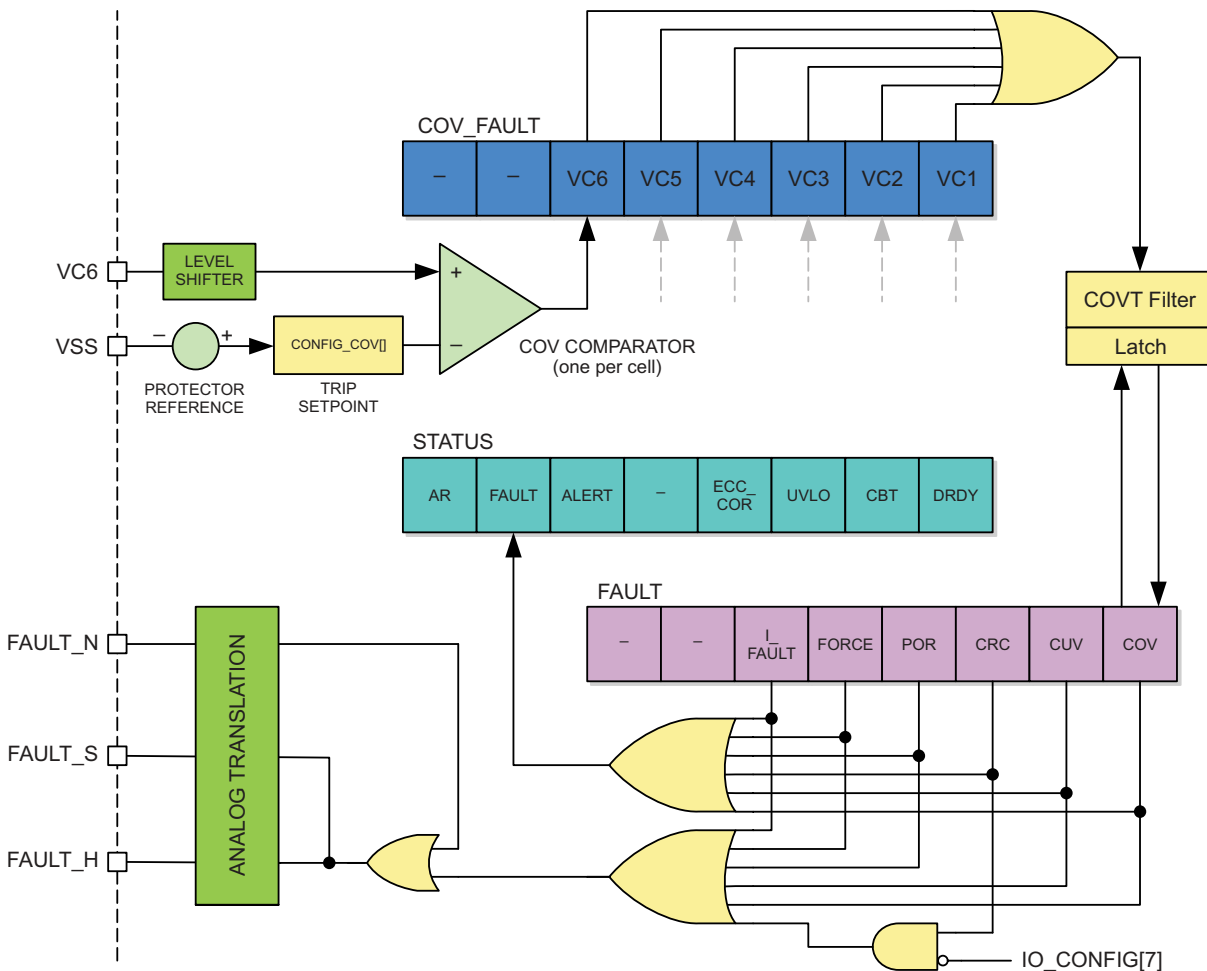 COV_FAULT
–
–
VC6
VC5
VC4
VC3
VC2
VC1
VC6
LEVEL
SHIFTER
+
VSS
–
+
CONFIG_COV[]
–
COV COMPARATOR
(one per cell)
PROTECTOR
REFERENCE
TRIP
SETPOINT
COVT Filter
Latch
STATUS
AR
FAULT
ALERT
–
ECC_
COR
UVLO
CBT
DRDY
FAULT
–
–
I_
FAULT
FORCE
POR
CRC
CUV
COV
FAULT_N
FAULT_S
FAULT_H
ANALOG TRANSLATION
IO_CONFIG[7]